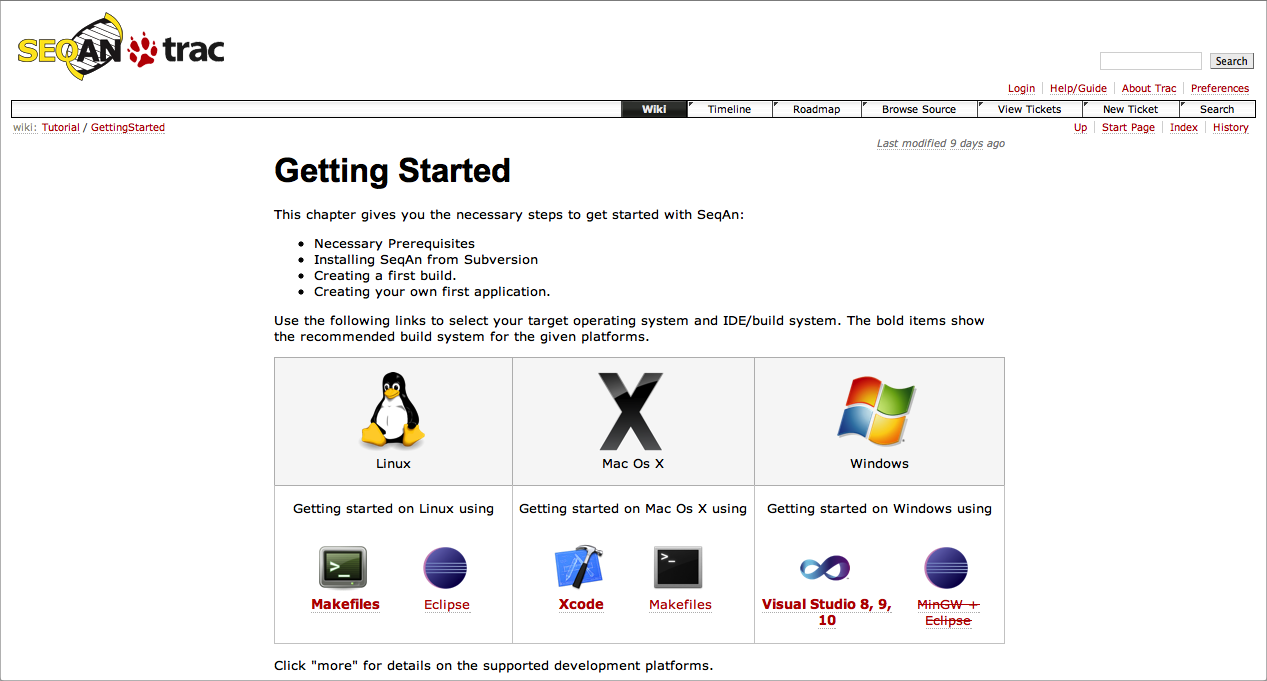 SEQAN trac
Search
Login Help/Guide About Trac Preferences
Wiki Timeline Roadmap Browse Source View Tickets New Ticket Search
wiki: Tutorial / GettingStarted
Up Start Page Index History
Last modified 9 days ago
Getting Started
This chapter gives you the necessary steps to get started with SeqAn:
• Necessary Prerequisites
• Installing SeqAn from Subversion
• Creating a first build.
• Creating your own first application.
Use the following links to select your target operating system and IDE/build system. The bold items show
the recommended build system for the given platforms.
Linux
Mac Os X
Windows
Getting started on Linux using
Getting started on Mac Os X using
Getting started on Windows using
>_
>_
Makefiles
Eclipse
Xcode
Makefiles
Visual Studio 8, 9,
10
MinGW +
Eclipse
Click "more" for details on the supported development platforms.